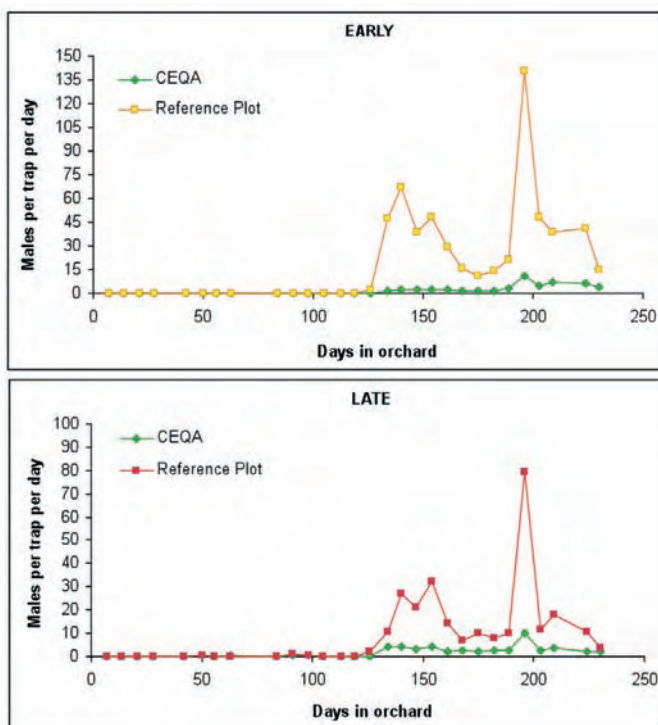 EARLY
150
135
120
105
90
75
60
45
30
15
0
Males per trap per day
CEQA
Reference Plot
0 50 100 150 200 250
Days in orchard
LATE
100
90
80
70
60
50
40
30
20
10
0
Males per trap per day
CEQA
Reference Plot
0 50 100 150 200 250
Days in orchard